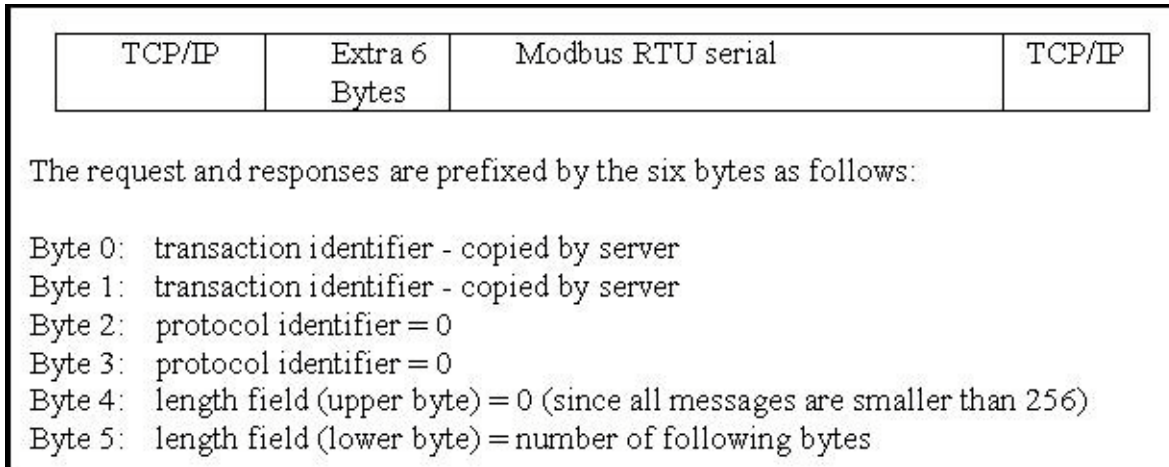 TCP/IP Extra 6 Modbus RTU serial TCP/IP
Bytes
The request and responses are prefixed by the six bytes as follows:
Byte 0: transaction identifier - copied by server
Byte 1: transaction identifier - copied by server
Byte 2: protocol identifier = 0
Byte 3: protocol identifier = 0
Byte 4: length field (upper byte) = 0 (since all messages are smaller than 256)
Byte 5: length field (lower byte) = number of following bytes